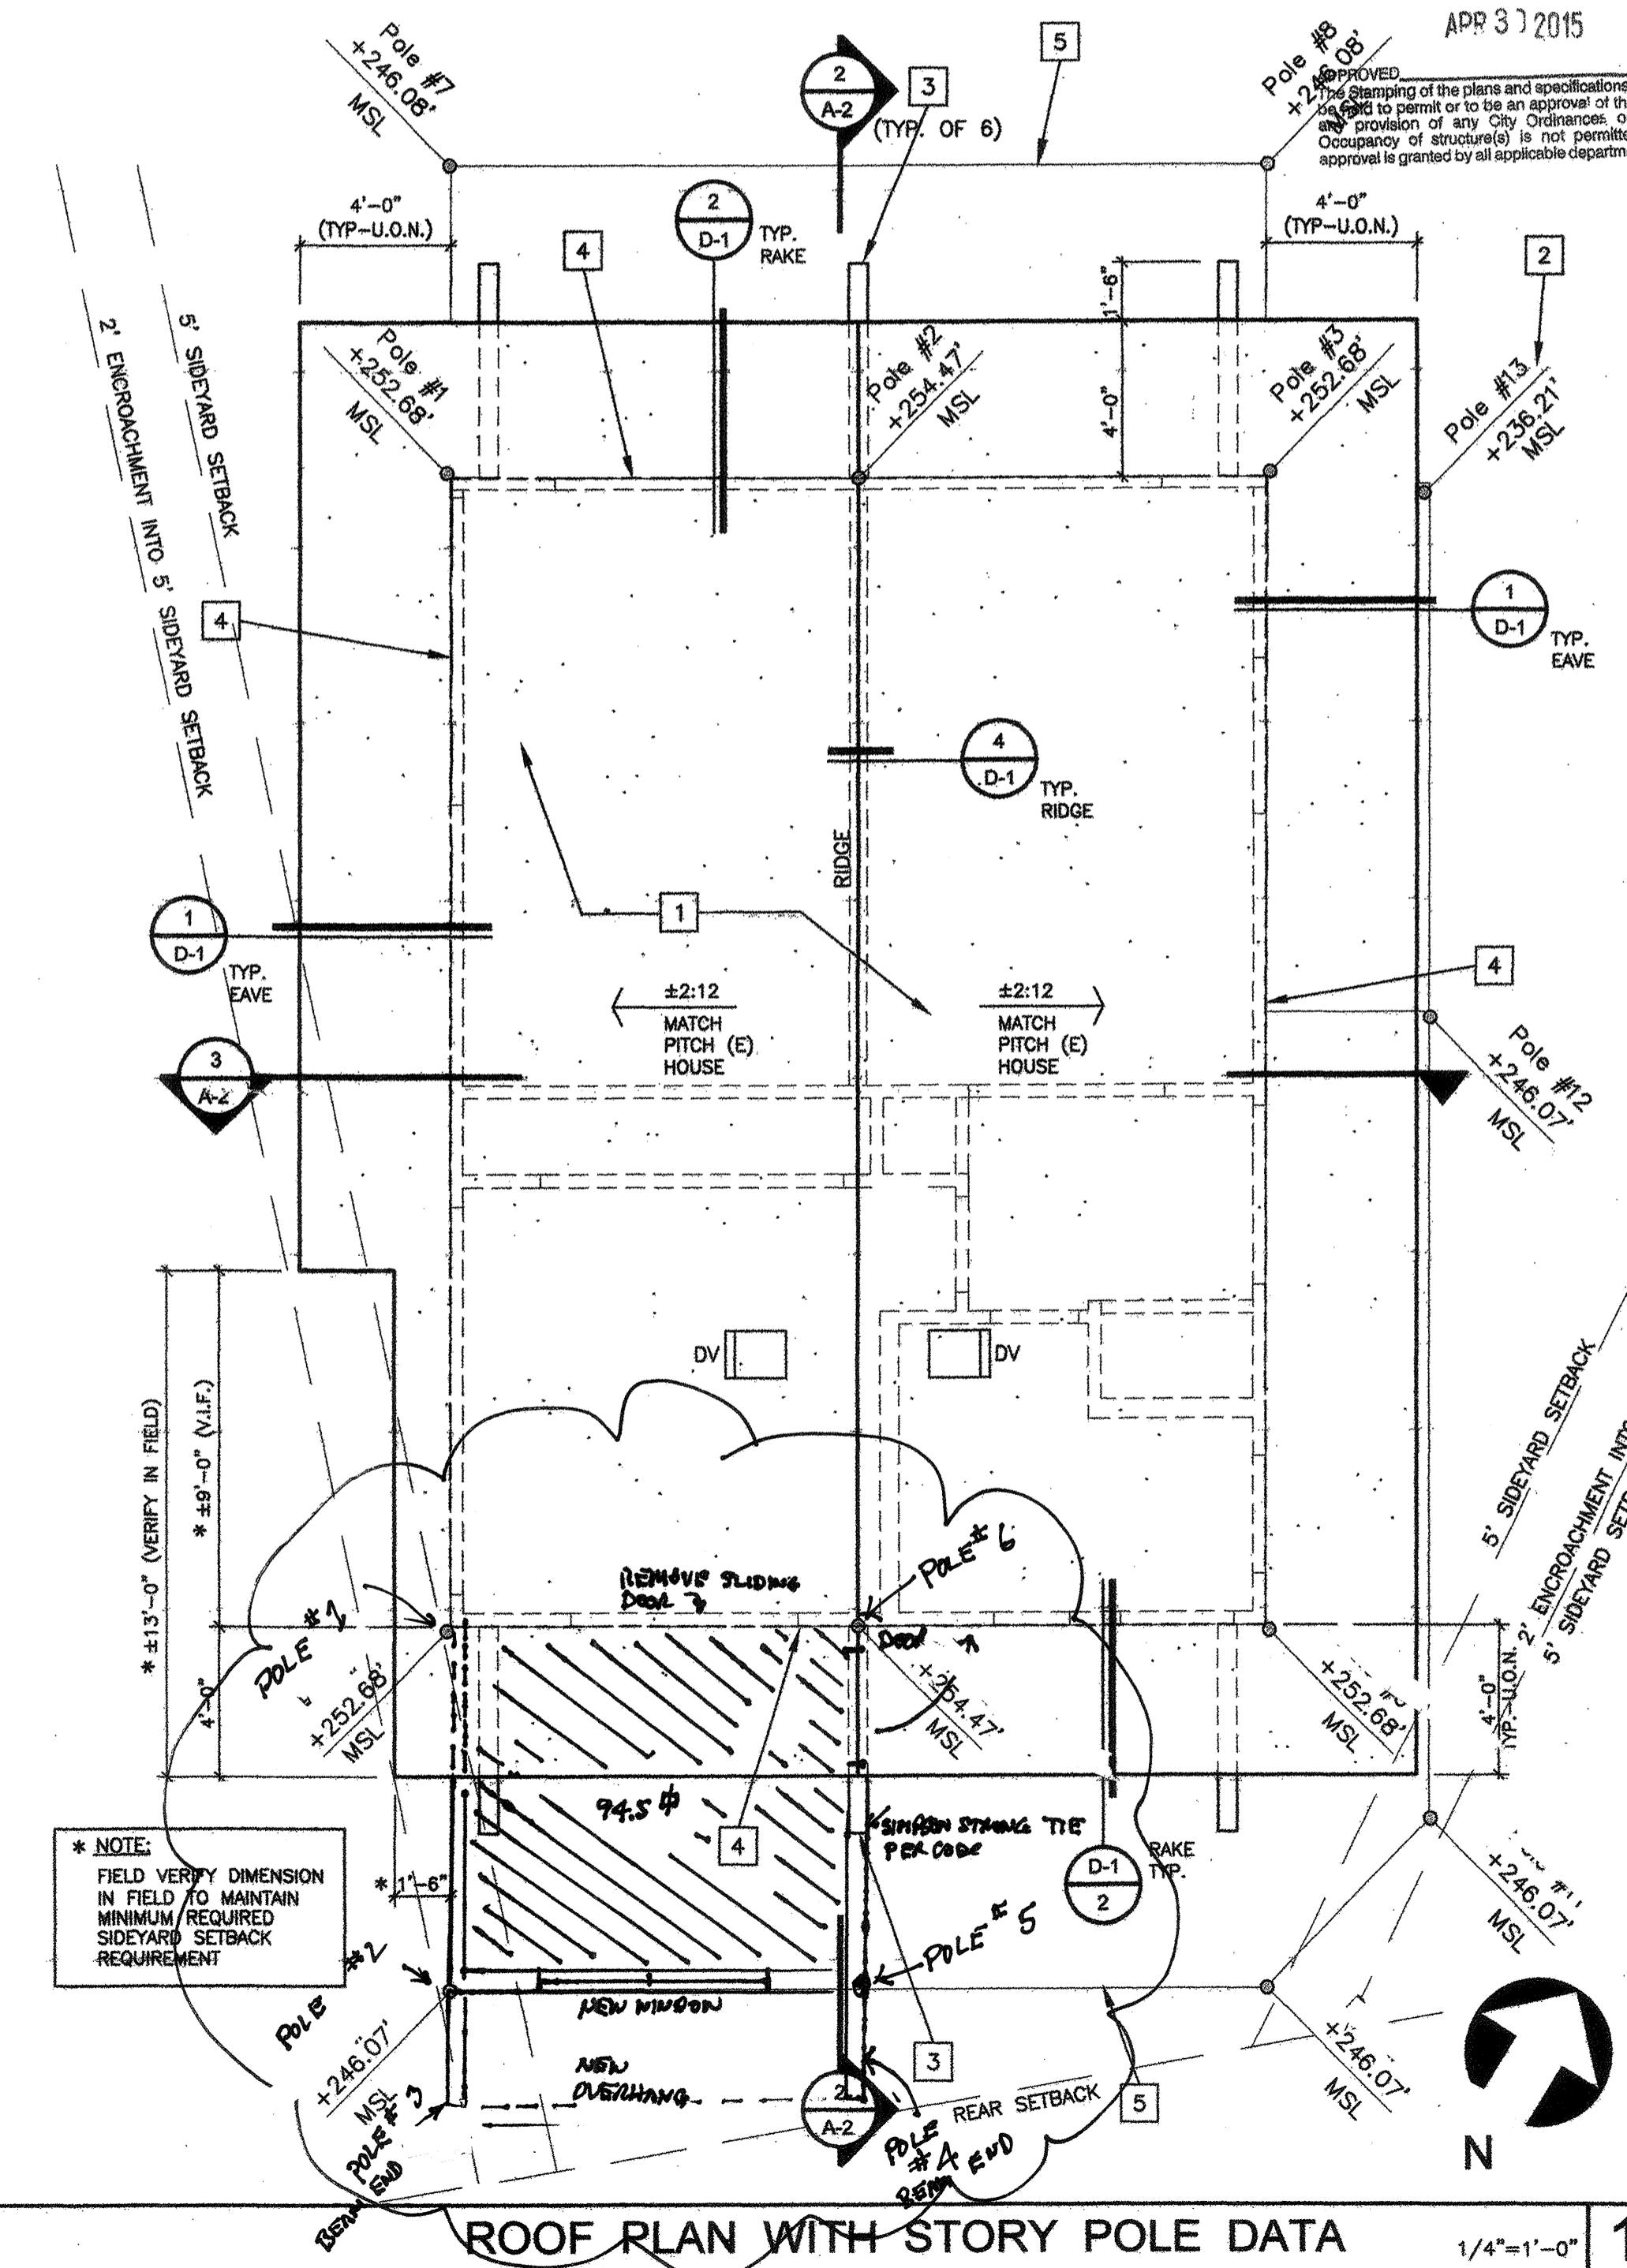 APR 3 2015
APPROVED
The Stamping of the plans and specifications
be held to permit or to be an approval of th
any provision of any City Ordinances o
Occupancy of structure(s) is not permitte
approval is granted by all applicable departm
Pole #7
+246.08'
MSL
2
A-2
3
(TYP. OF 6)
5
Pole #8
+246.08'
MSL
4'-0"
(TYP-U.O.N.)
4
2
D-1
TYP.
RAKE
4'-0"
(TYP-U.O.N.)
2
1'-6"
4'-0"
Pole #1
+252.68'
MSL
Pole #2
+254.47'
MSL
Pole #3
+252.68'
MSL
Pole #13
+236.21'
MSL
5' SIDEYARD SETBACK
2' ENCROACHMENT INTO 5' SIDEYARD SETBACK
4
1
D-1
TYP.
EAVE
4
D-1
TYP.
RIDGE
RIDGE
1
1
D-1
TYP.
EAVE
4
±2:12
MATCH
PITCH (E)
HOUSE
±2:12
MATCH
PITCH (E)
HOUSE
3
A-2
Pole #12
+246.07'
MSL
DV
DV
* ±13'-0" (VERIFY IN FIELD)
* ±9'-0" (V.I.F.)
4'-0"
5' SIDEYARD SETBACK
2' ENCROACHMENT INTO
5' SIDEYARD SETB
REMOVE SLIDING
DOOR
POLE #6
POLE #1
DOOR
+252.68'
MSL
+254.47'
MSL
+252.68'
MSL
4'-0"
TYP.-U.O.N.
94.5
4
SIMPSON STRONG TIE
PER CODE
D-1
2
RAKE
TYP.
* NOTE:
FIELD VERIFY DIMENSION
IN FIELD TO MAINTAIN
MINIMUM REQUIRED
SIDEYARD SETBACK
REQUIREMENT
* 1'-6"
POLE #2
POLE #5
+246.07'
MSL
NEW WINDOW
+246.07'
MSL
POLE #3
BEAM END
NEW
OVERHANG
2
A-2
3
POLE
#4
BEAM END
REAR SETBACK
5
+246.07'
MSL
N
ROOF PLAN WITH STORY POLE DATA
1/4"=1'-0"
1